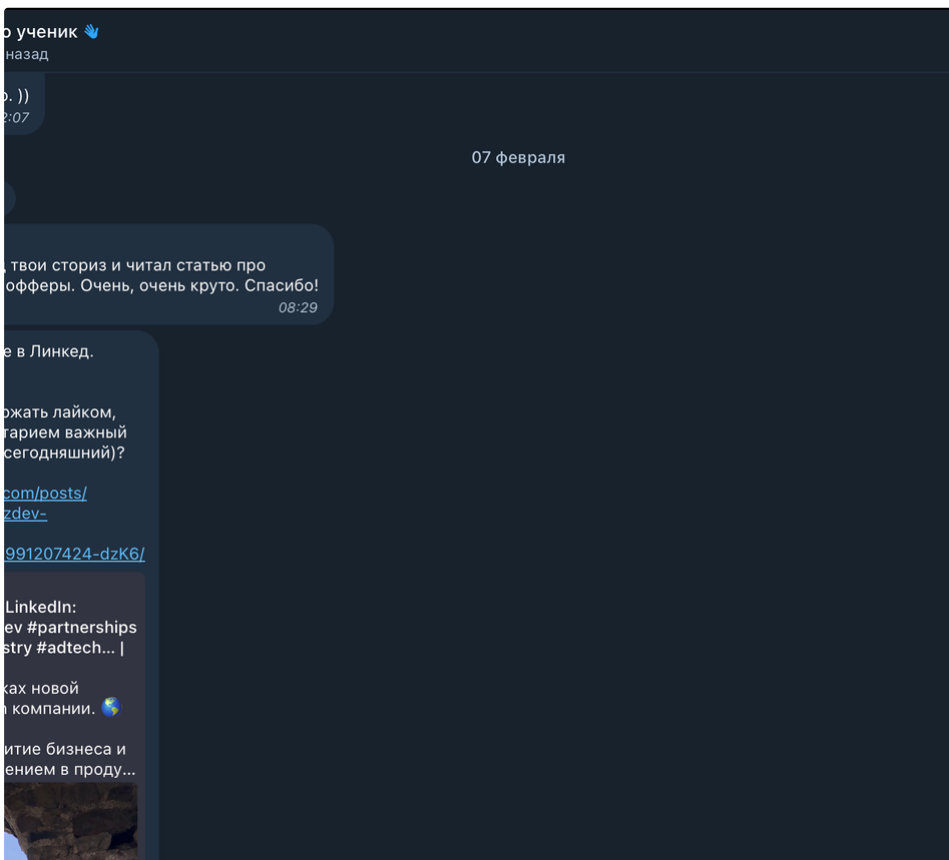 о ученик 👋
назад
о. ))
2:07
07 февраля
твои сториз и читал статью про
офферы. Очень, очень круто. Спасибо!
08:29
е в Линкед.
ржать лайком,
тарием важный
сегодняшний)?
com/posts/
zdev-
991207424-dzK6/
LinkedIn:
ev #partnerships
stry #adtech... |
ках новой
компании. 🌎
итие бизнеса и
ением в проду...